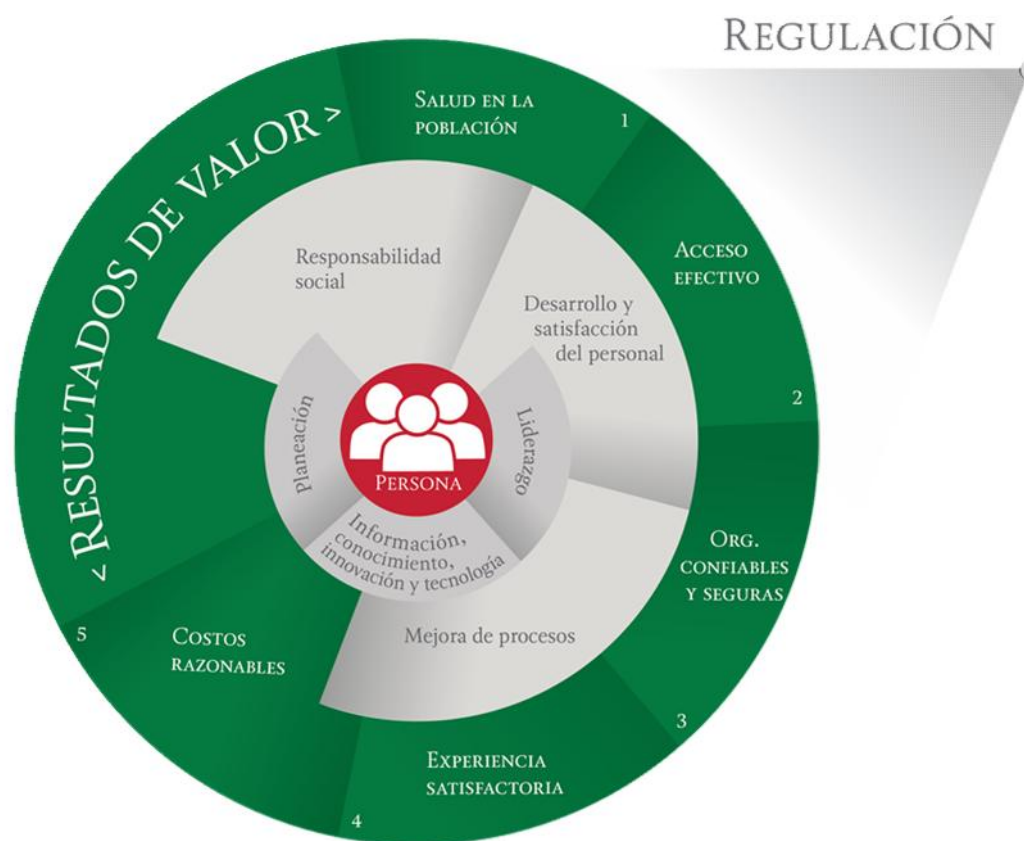 REGULACIÓN
< RESULTADOS DE VALOR >
SALUD EN LA
POBLACIÓN
1
ACCESO
EFECTIVO
2
ORG.
CONFIABLES
Y SEGURAS
3
EXPERIENCIA
SATISFACTORIA
4
COSTOS
RAZONABLES
5
Responsabilidad
social
Desarrollo y
satisfacción
del personal
Mejora de procesos
Planeación
Liderazgo
Información,
conocimiento,
innovación y tecnología
PERSONA